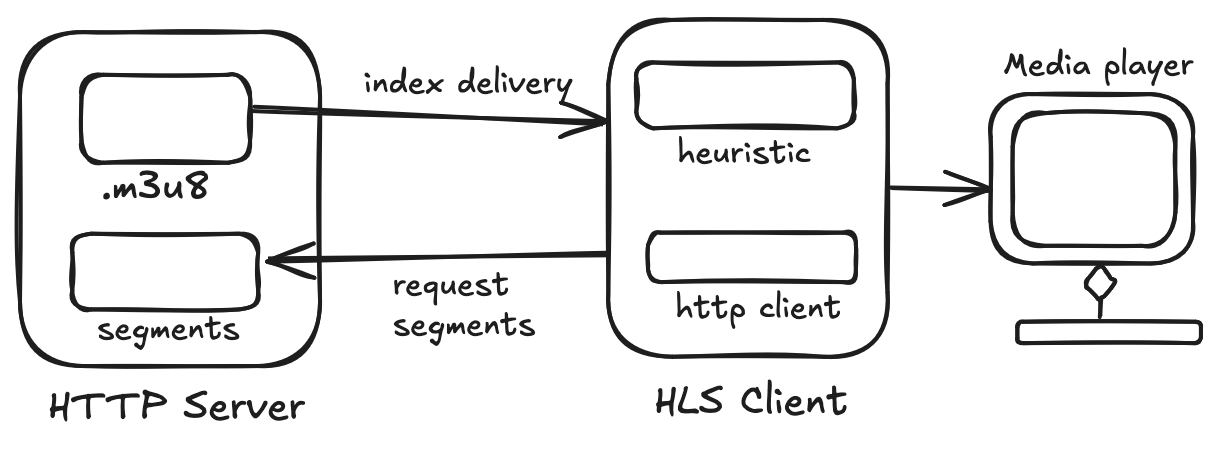 index delivery
Media player
heuristic
.m3u8
request
segments
http client
segments
HTTP Server
HLS Client